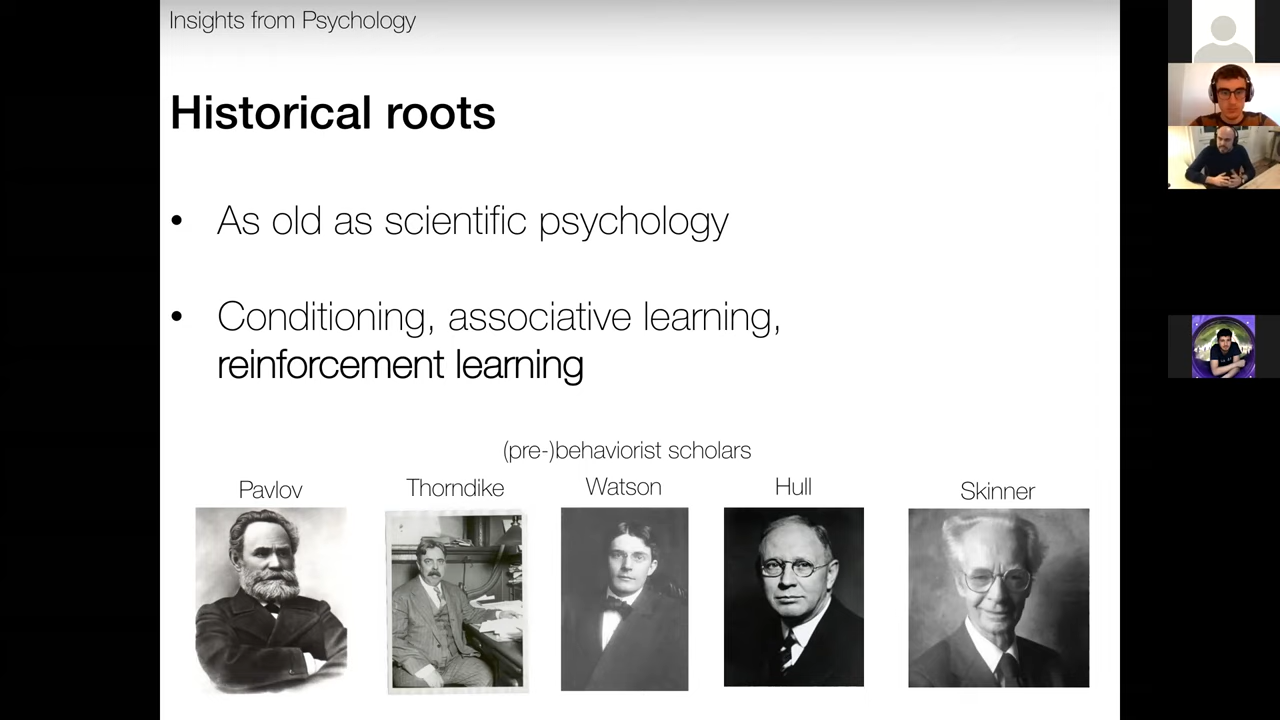 Insights from Psychology
Historical roots
• As old as scientific psychology
• Conditioning, associative learning,
reinforcement learning
(pre-)behaviorist scholars
Pavlov
Thorndike
Watson
Hull
Skinner